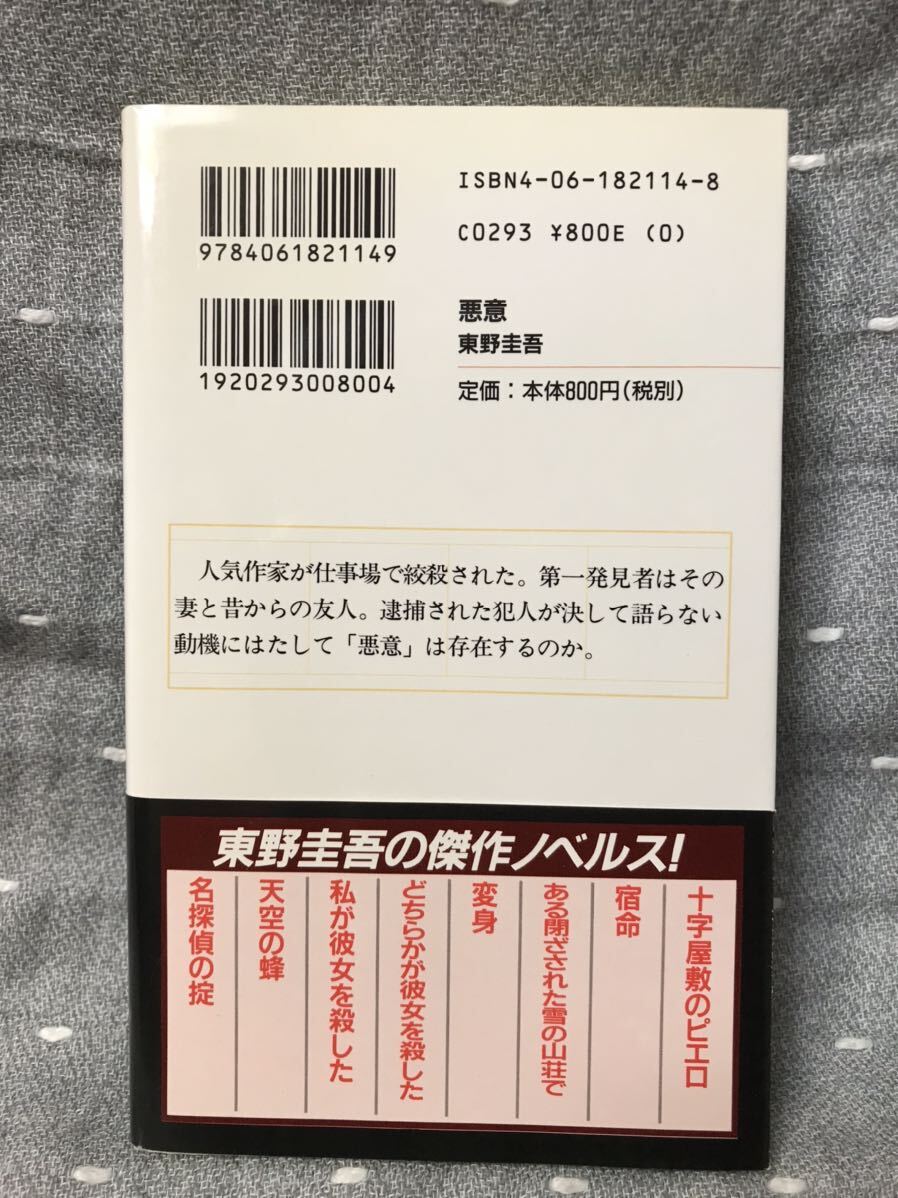 9784061821149
ISBN4-06-182114-8
C0293 ¥800E (0)
1920293008004
悪意
東野圭吾
定価：本体800円(税別)
人気作家が仕事場で絞殺された。第一発見者はその
妻と昔からの友人。逮捕された犯人が決して語らない
動機にはたして「悪意」は存在するのか。
東野圭吾の傑作ノベルス!
十字屋敷のピエロ
宿命
ある閉ざされた雪の山荘で
変身
どちらかが彼女を殺した
私が彼女を殺した
天空の蜂
名探偵の掟